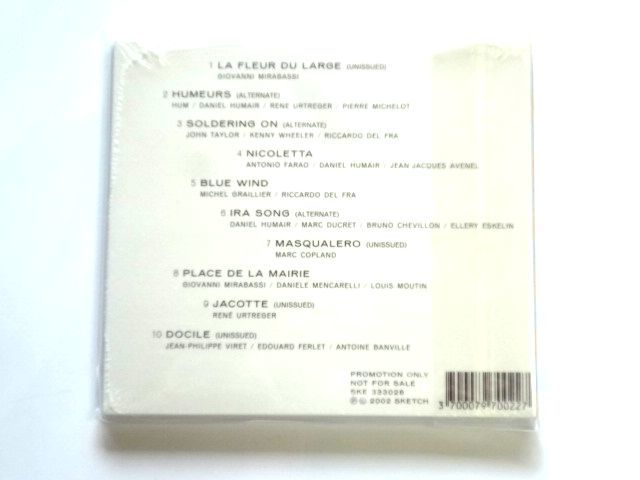 1 LA FLEUR DU LARGE (UNISSUED)
GIOVANNI MIRABASSI
2 HUMEURS (ALTERNATE)
HUM / DANIEL HUMAIR / RENE URTREGER / PIERRE MICHELOT
3 SOLDERING ON (ALTERNATE)
JOHN TAYLOR / KENNY WHEELER / RICCARDO DEL FRA
4 NICOLETTA
ANTONIO FARAO / DANIEL HUMAIR / JEAN JACQUES AVENEL
5 BLUE WIND
MICHEL GRAILLIER / RICCARDO DEL FRA
6 IRA SONG (ALTERNATE)
DANIEL HUMAIR / MARC DUCRET / BRUNO CHEVILLON / ELLERY ESKELIN
7 MASQUALERO (UNISSUED)
MARC COPLAND
8 PLACE DE LA MAIRIE
GIOVANNI MIRABASSI / DANIELE MENCARELLI / LOUIS MOUTIN
9 JACOTTE (UNISSUED)
RENÉ URTREGER
10 DOCILE (UNISSUED)
JEAN-PHILIPPE VIRET / EDOUARD FERLET / ANTOINE BANVILLE
PROMOTION ONLY
NOT FOR SALE
SKE 333028
℗ © 2002 SKETCH
3 700079 700227